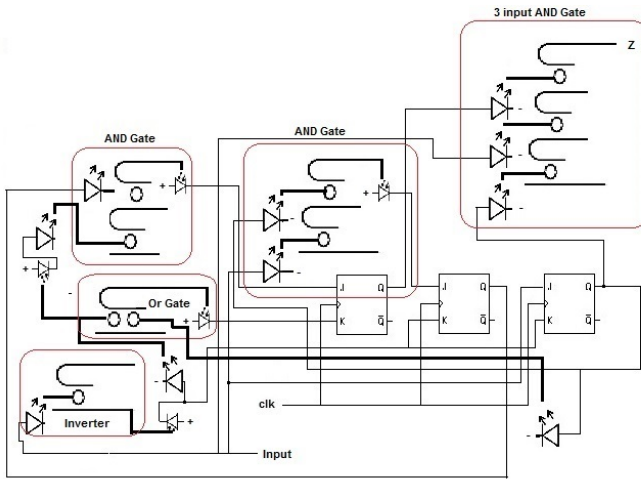 3 input AND Gate
Z
AND Gate
AND Gate
Or Gate
J Q
K Q̅
J Q
K Q̅
J Q
K Q̅
clk
Inverter
Input